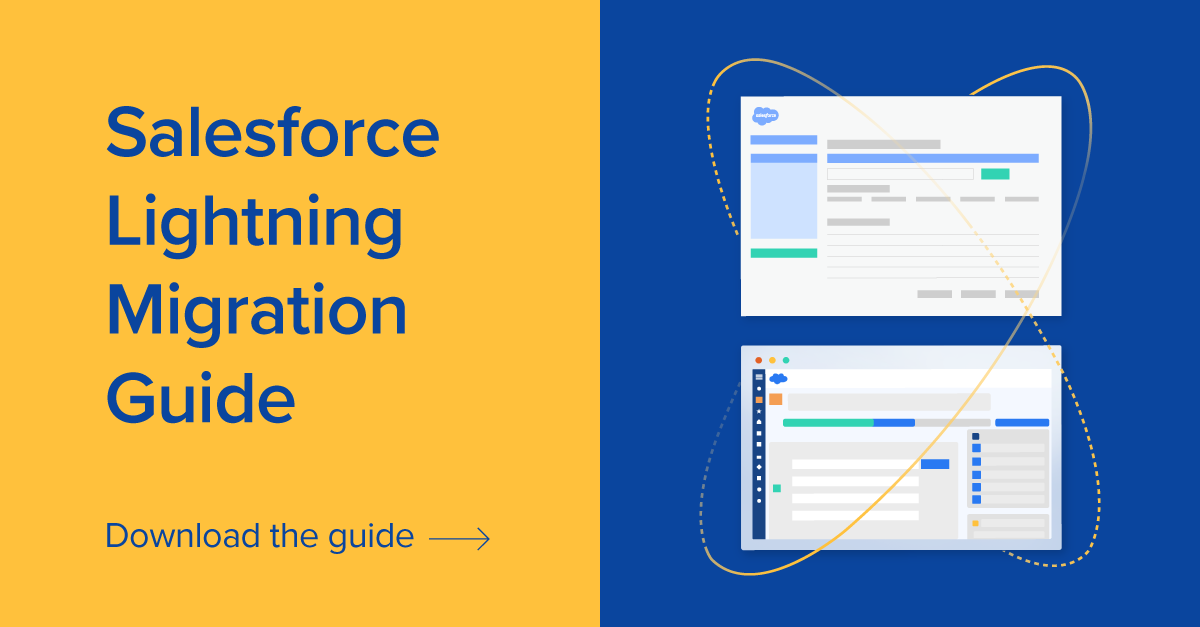 Salesforce
Lightning
Migration
Guide
Download the guide
salesforce